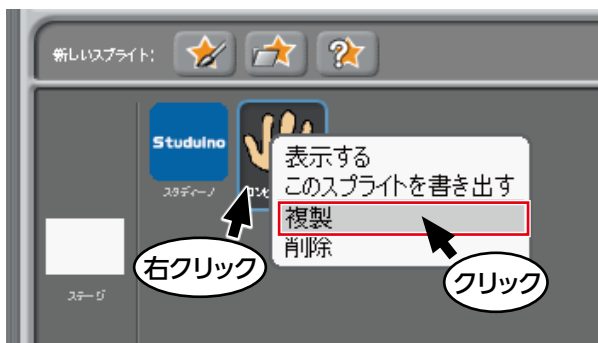 新しいスプライト:
Studuino
スタディーノ
表示する
このスプライトを書き出す
複製
削除
右クリック
クリック
ステージ